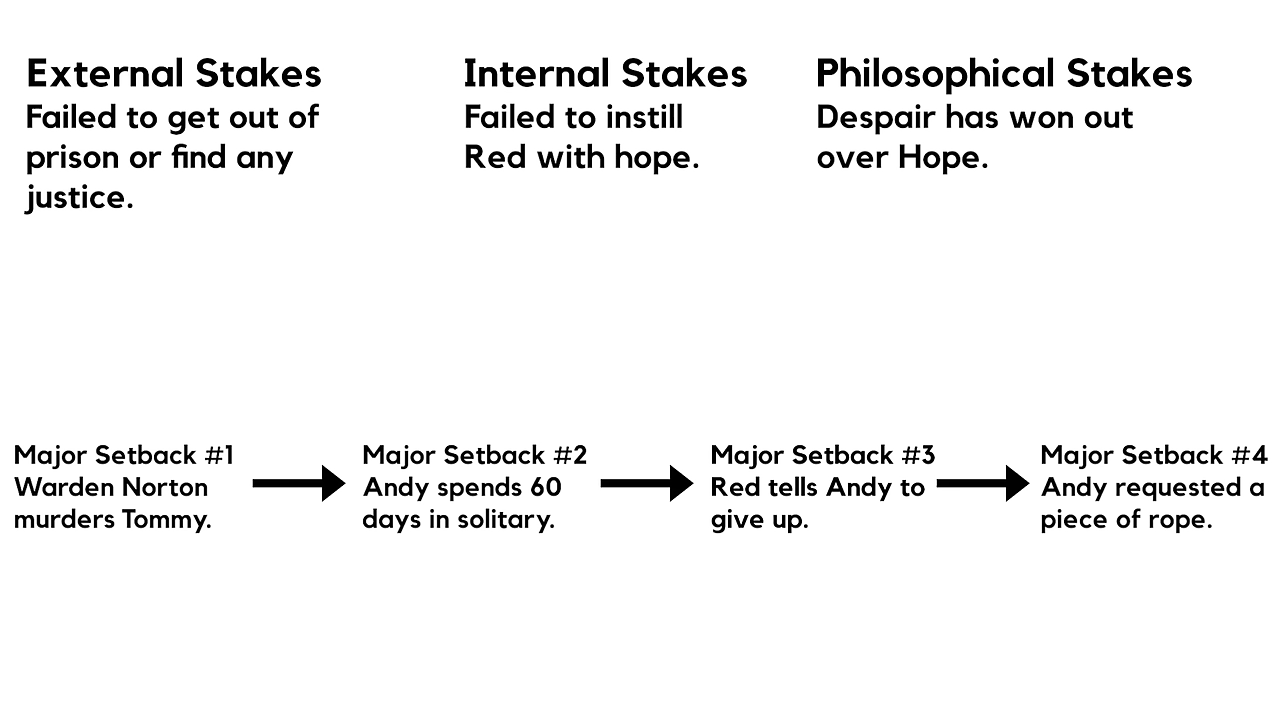 External Stakes
Failed to get out of
prison or find any
justice.
Internal Stakes
Failed to instill
Red with hope.
Philosophical Stakes
Despair has won out
over Hope.
Major Setback #1
Warden Norton
murders Tommy.
Major Setback #2
Andy spends 60
days in solitary.
Major Setback #3
Red tells Andy to
give up.
Major Setback #4
Andy requested a
piece of rope.